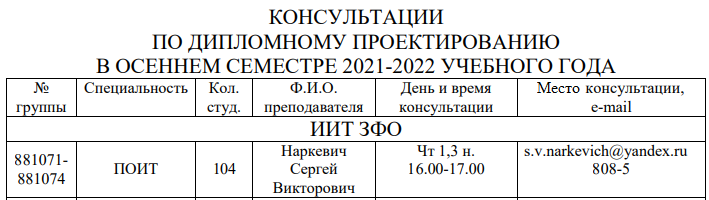 КОНСУЛЬТАЦИИ
ПО ДИПЛОМНОМУ ПРОЕКТИРОВАНИЮ
В ОСЕННЕМ СЕМЕСТРЕ 2021-2022 УЧЕБНОГО ГОДА
№ группы Специальность Кол. студ. Ф.И.О. преподавателя День и время консультации Место консультации, e-mail
ИИТ ЗФО
881071-881074 ПОИТ 104 Наркевич Сергей Викторович Чт 1,3 н. 16.00-17.00 s.v.narkevich@yandex.ru 808-5